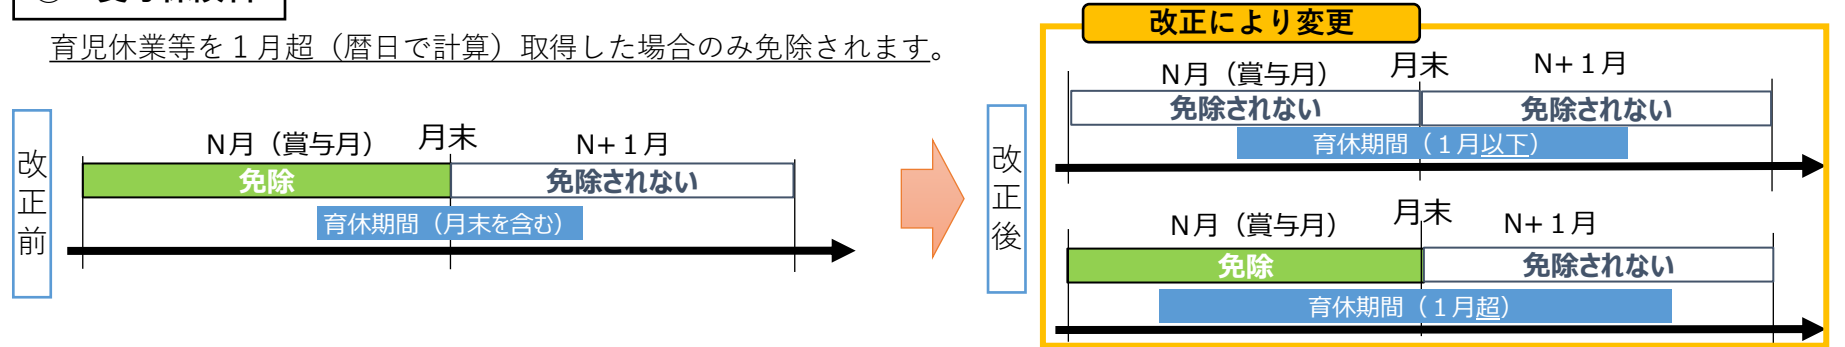 育児休業等を１月超（暦日で計算）取得した場合のみ免除されます。
改正前
N月（賞与月）
月末
N+１月
免除
免除されない
育休期間（月末を含む）
改正後
改正により変更
N月（賞与月）
月末
N+１月
免除されない
免除されない
育休期間（１月以下）
N月（賞与月）
月末
N+１月
免除
免除されない
育休期間（１月超）